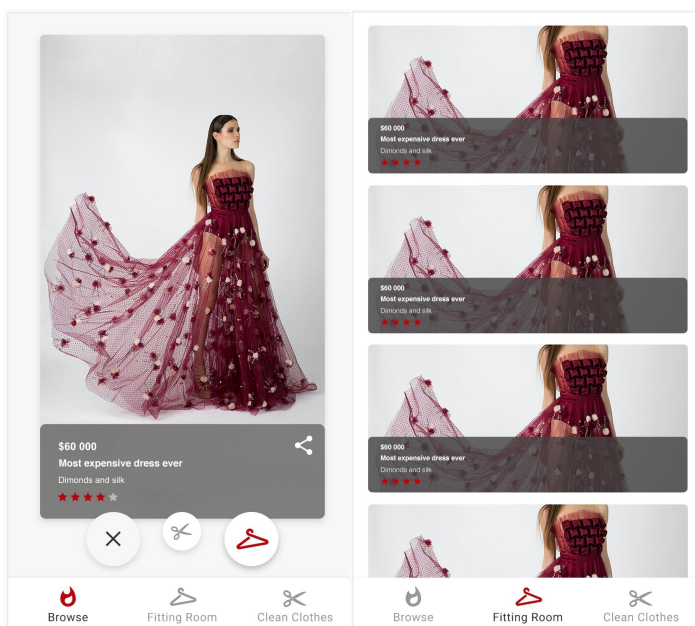 $60 000
Most expensive dress ever
Dimonds and silk
Browse
Fitting Room
Clean Clothes
$60 000
Most expensive dress ever
Dimonds and silk
$60 000
Most expensive dress ever
Dimonds and silk
$60 000
Most expensive dress ever
Dimonds and silk
Browse
Fitting Room
Clean Clothes